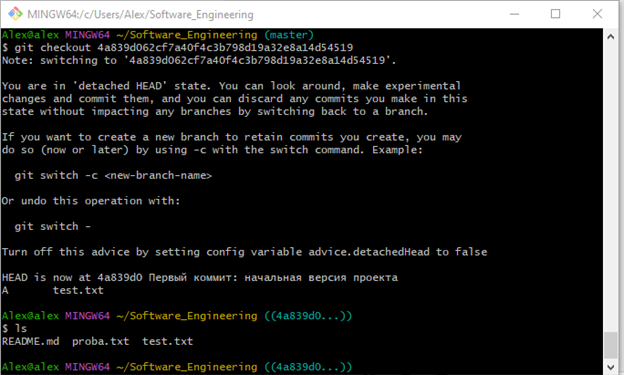 MINGW64:/c/Users/Alex/Software_Engineering
Alex@alex MINGW64 ~/Software_Engineering (master)
$ git checkout 4a839d062cf7a40f4c3b798d19a32e8a14d54519
Note: switching to '4a839d062cf7a40f4c3b798d19a32e8a14d54519'.
You are in 'detached HEAD' state. You can look around, make experimental
changes and commit them, and you can discard any commits you make in this
state without impacting any branches by switching back to a branch.
If you want to create a new branch to retain commits you create, you may
do so (now or later) by using -c with the switch command. Example:
git switch -c <new-branch-name>
Or undo this operation with:
git switch -
Turn off this advice by setting config variable advice.detachedHead to false
HEAD is now at 4a839d0 Первый коммит: начальная версия проекта
A test.txt
Alex@alex MINGW64 ~/Software_Engineering ((4a839d0...))
$ ls
README.md proba.txt test.txt
Alex@alex MINGW64 ~/Software_Engineering ((4a839d0...))